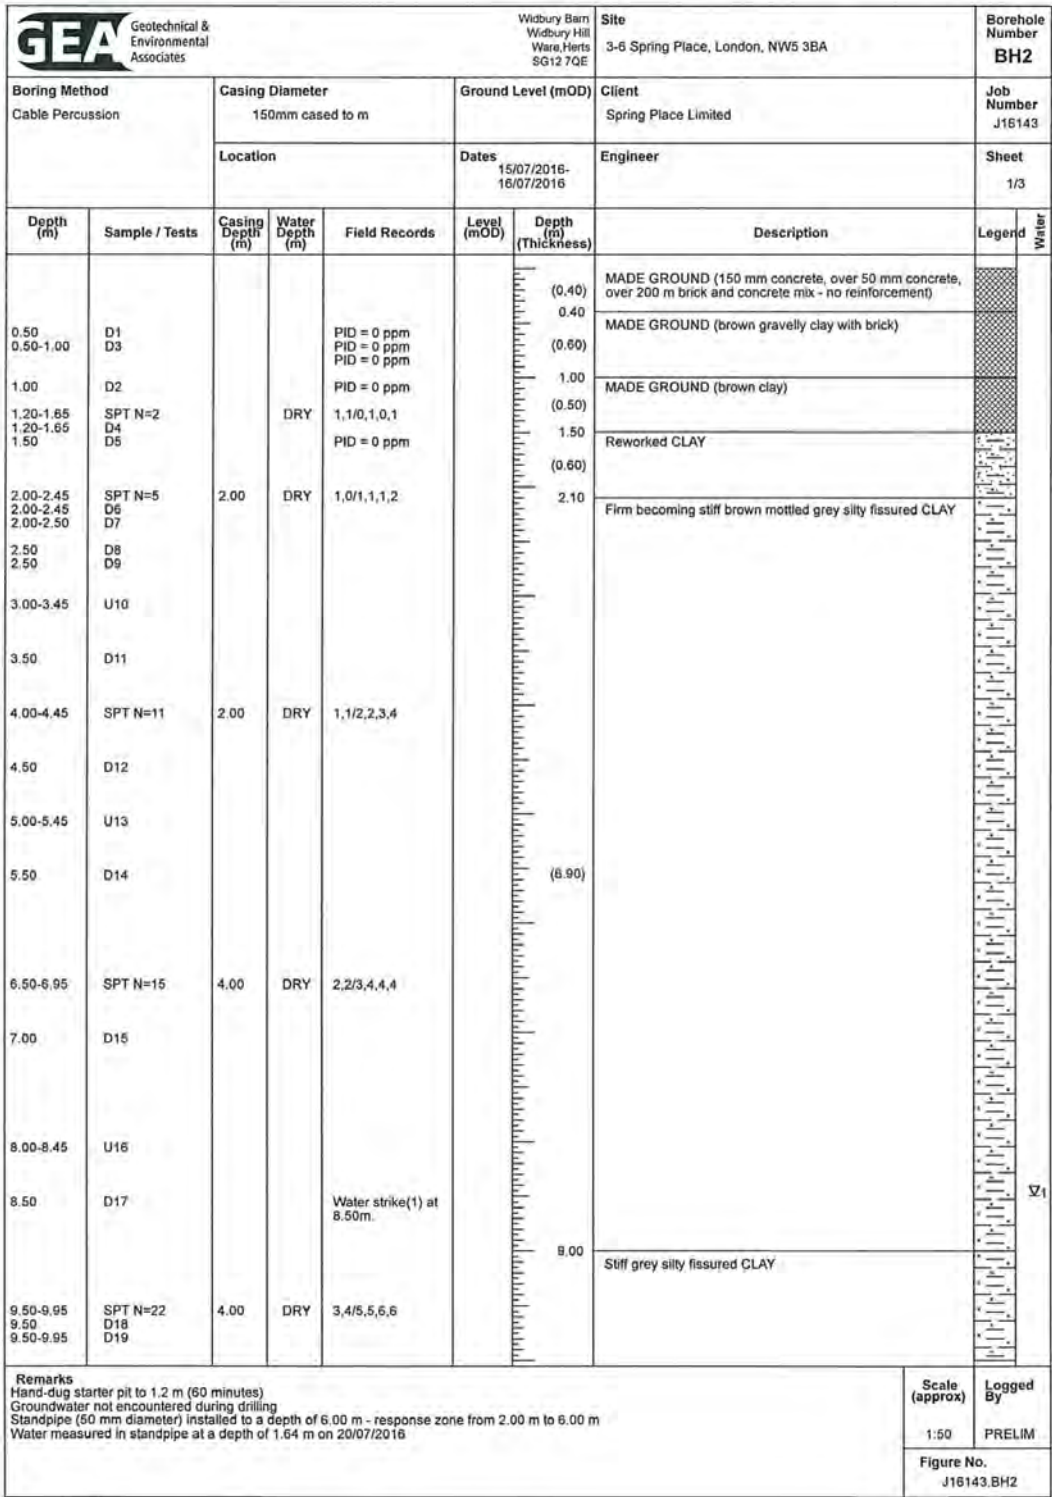 GEA Geotechnical & Environmental Associates
Widbury Barn
Widbury Hill
Ware, Herts
SG12 7QE
Site
3-6 Spring Place, London, NW5 3BA
Borehole Number
BH2
Boring Method
Cable Percussion
Casing Diameter
150mm cased to m
Ground Level (mOD)
Client
Spring Place Limited
Job Number
J16143
Location
Dates
15/07/2016-
16/07/2016
Engineer
Sheet
1/3
Depth (m) Sample / Tests Casing Depth (m) Water Depth (m) Field Records Level (mOD) Depth (m) (Thickness) Description Legend Water
MADE GROUND (150 mm concrete, over 50 mm concrete,
(0.40) over 200 m brick and concrete mix - no reinforcement)
0.40
MADE GROUND (brown gravelly clay with brick)
0.50 D1 PID = 0 ppm
0.50-1.00 D3 PID = 0 ppm (0.60)
PID = 0 ppm
1.00
1.00 D2 PID = 0 ppm MADE GROUND (brown clay)
(0.50)
1.20-1.65 SPT N=2 DRY 1,1/0,1,0,1
1.20-1.65 D4
1.50
1.50 D5 PID = 0 ppm Reworked CLAY
(0.60)
2.00-2.45 SPT N=5 2.00 DRY 1,0/1,1,1,2 2.10
2.00-2.45 D6 Firm becoming stiff brown mottled grey silty fissured CLAY
2.00-2.50 D7
2.50 D8
2.50 D9
3.00-3.45 U10
3.50 D11
4.00-4.45 SPT N=11 2.00 DRY 1,1/2,2,3,4
4.50 D12
5.00-5.45 U13
5.50 D14 (6.90)
6.50-6.95 SPT N=15 4.00 DRY 2,2/3,4,4,4
7.00 D15
8.00-8.45 U16
8.50 D17 Water strike(1) at 1
8.50m.
9.00
Stiff grey silty fissured CLAY
9.50-9.95 SPT N=22 4.00 DRY 3,4/5,5,6,6
9.50 D18
9.50-9.95 D19
Remarks
Hand-dug starter pit to 1.2 m (60 minutes)
Groundwater not encountered during drilling
Standpipe (50 mm diameter) installed to a depth of 6.00 m - response zone from 2.00 m to 6.00 m
Water measured in standpipe at a depth of 1.64 m on 20/07/2016
Scale (approx)
1:50
Logged By
PRELIM
Figure No.
J16143.BH2